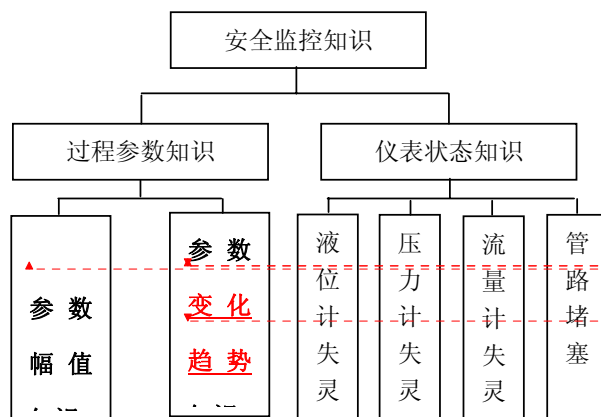 安全监控知识
过程参数知识
仪表状态知识
参数
幅值
参数
变化
趋势
液位计失灵
压力计失灵
流量计失灵
管路堵塞